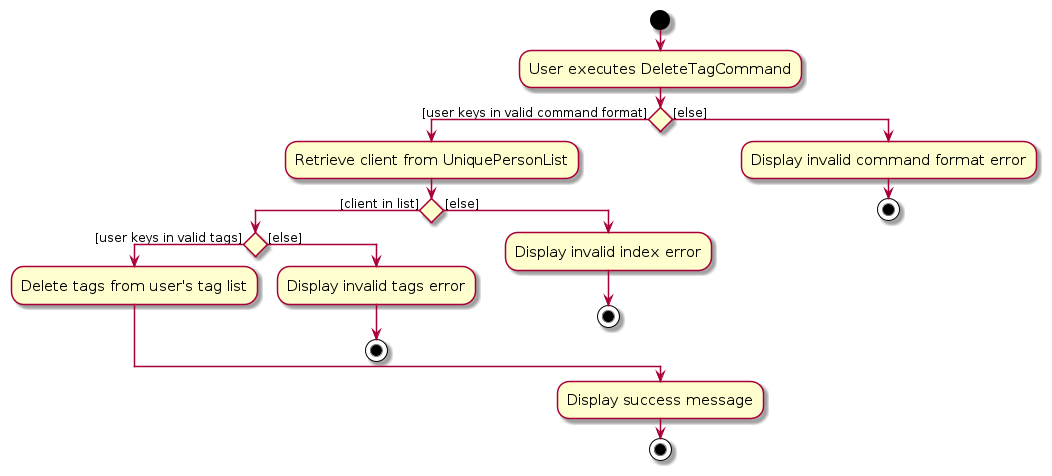 User executes DeleteTagCommand
[user keys in valid command format]
[else]
Retrieve client from UniquePersonList
Display invalid command format error
[client in list]
[else]
[user keys in valid tags]
[else]
Display invalid index error
Delete tags from user's tag list
Display invalid tags error
Display success message